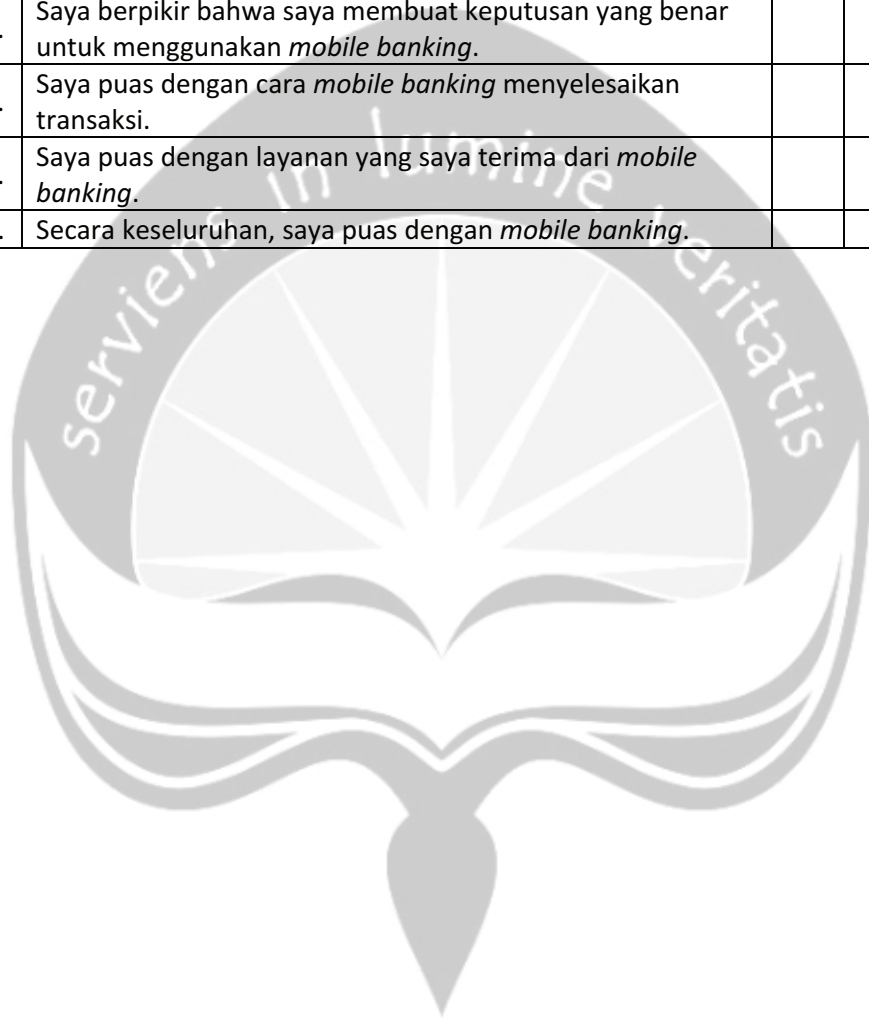 Saya berpikir bahwa saya membuat keputusan yang benar
. untuk menggunakan mobile banking.
Saya puas dengan cara mobile banking menyelesaikan
. transaksi.
Saya puas dengan layanan yang saya terima dari mobile
. banking.
. Secara keseluruhan, saya puas dengan mobile banking.
serviens in lumine veritatis